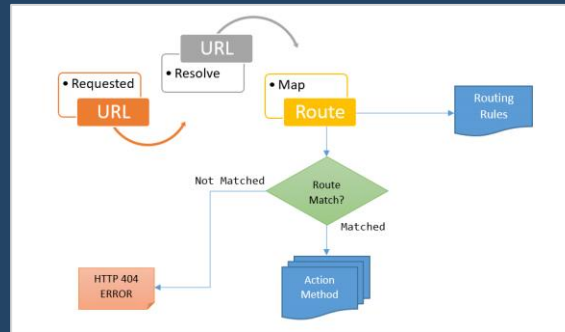 URL
• Resolve
• Requested
URL
• Map
Route
Routing
Rules
Route
Match?
Not Matched
Matched
HTTP 404
ERROR
Action
Method